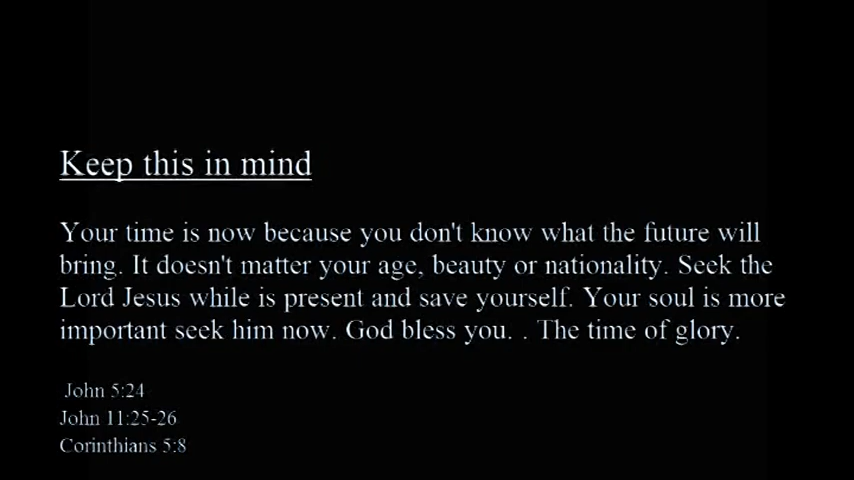 Keep this in mind
Your time is now because you don't know what the future will
bring. It doesn't matter your age, beauty or nationality. Seek the
Lord Jesus while is present and save yourself. Your soul is more
important seek him now. God bless you. . The time of glory.
John 5:24
John 11:25-26
Corinthians 5:8